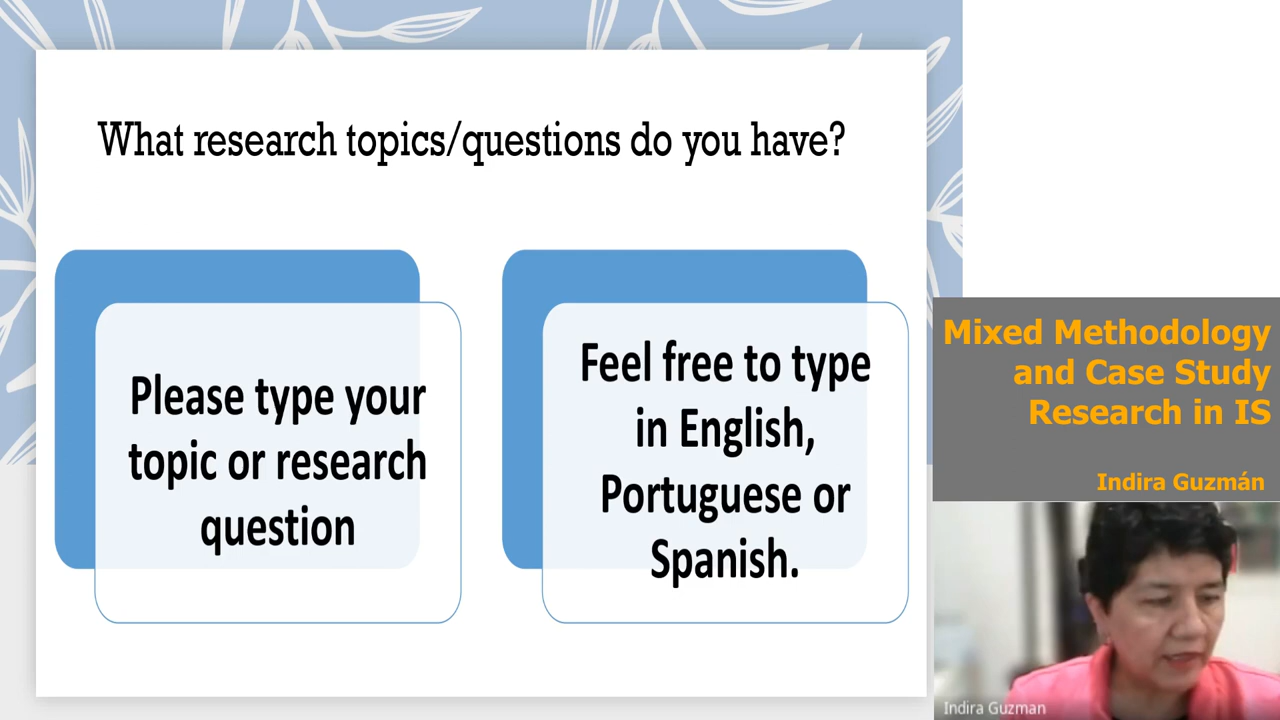 What research topics/questions do you have?
Please type your
topic or research
question
Feel free to type
in English,
Portuguese or
Spanish.
Mixed Methodology
and Case Study
Research in IS
Indira Guzmán
Indira Guzman